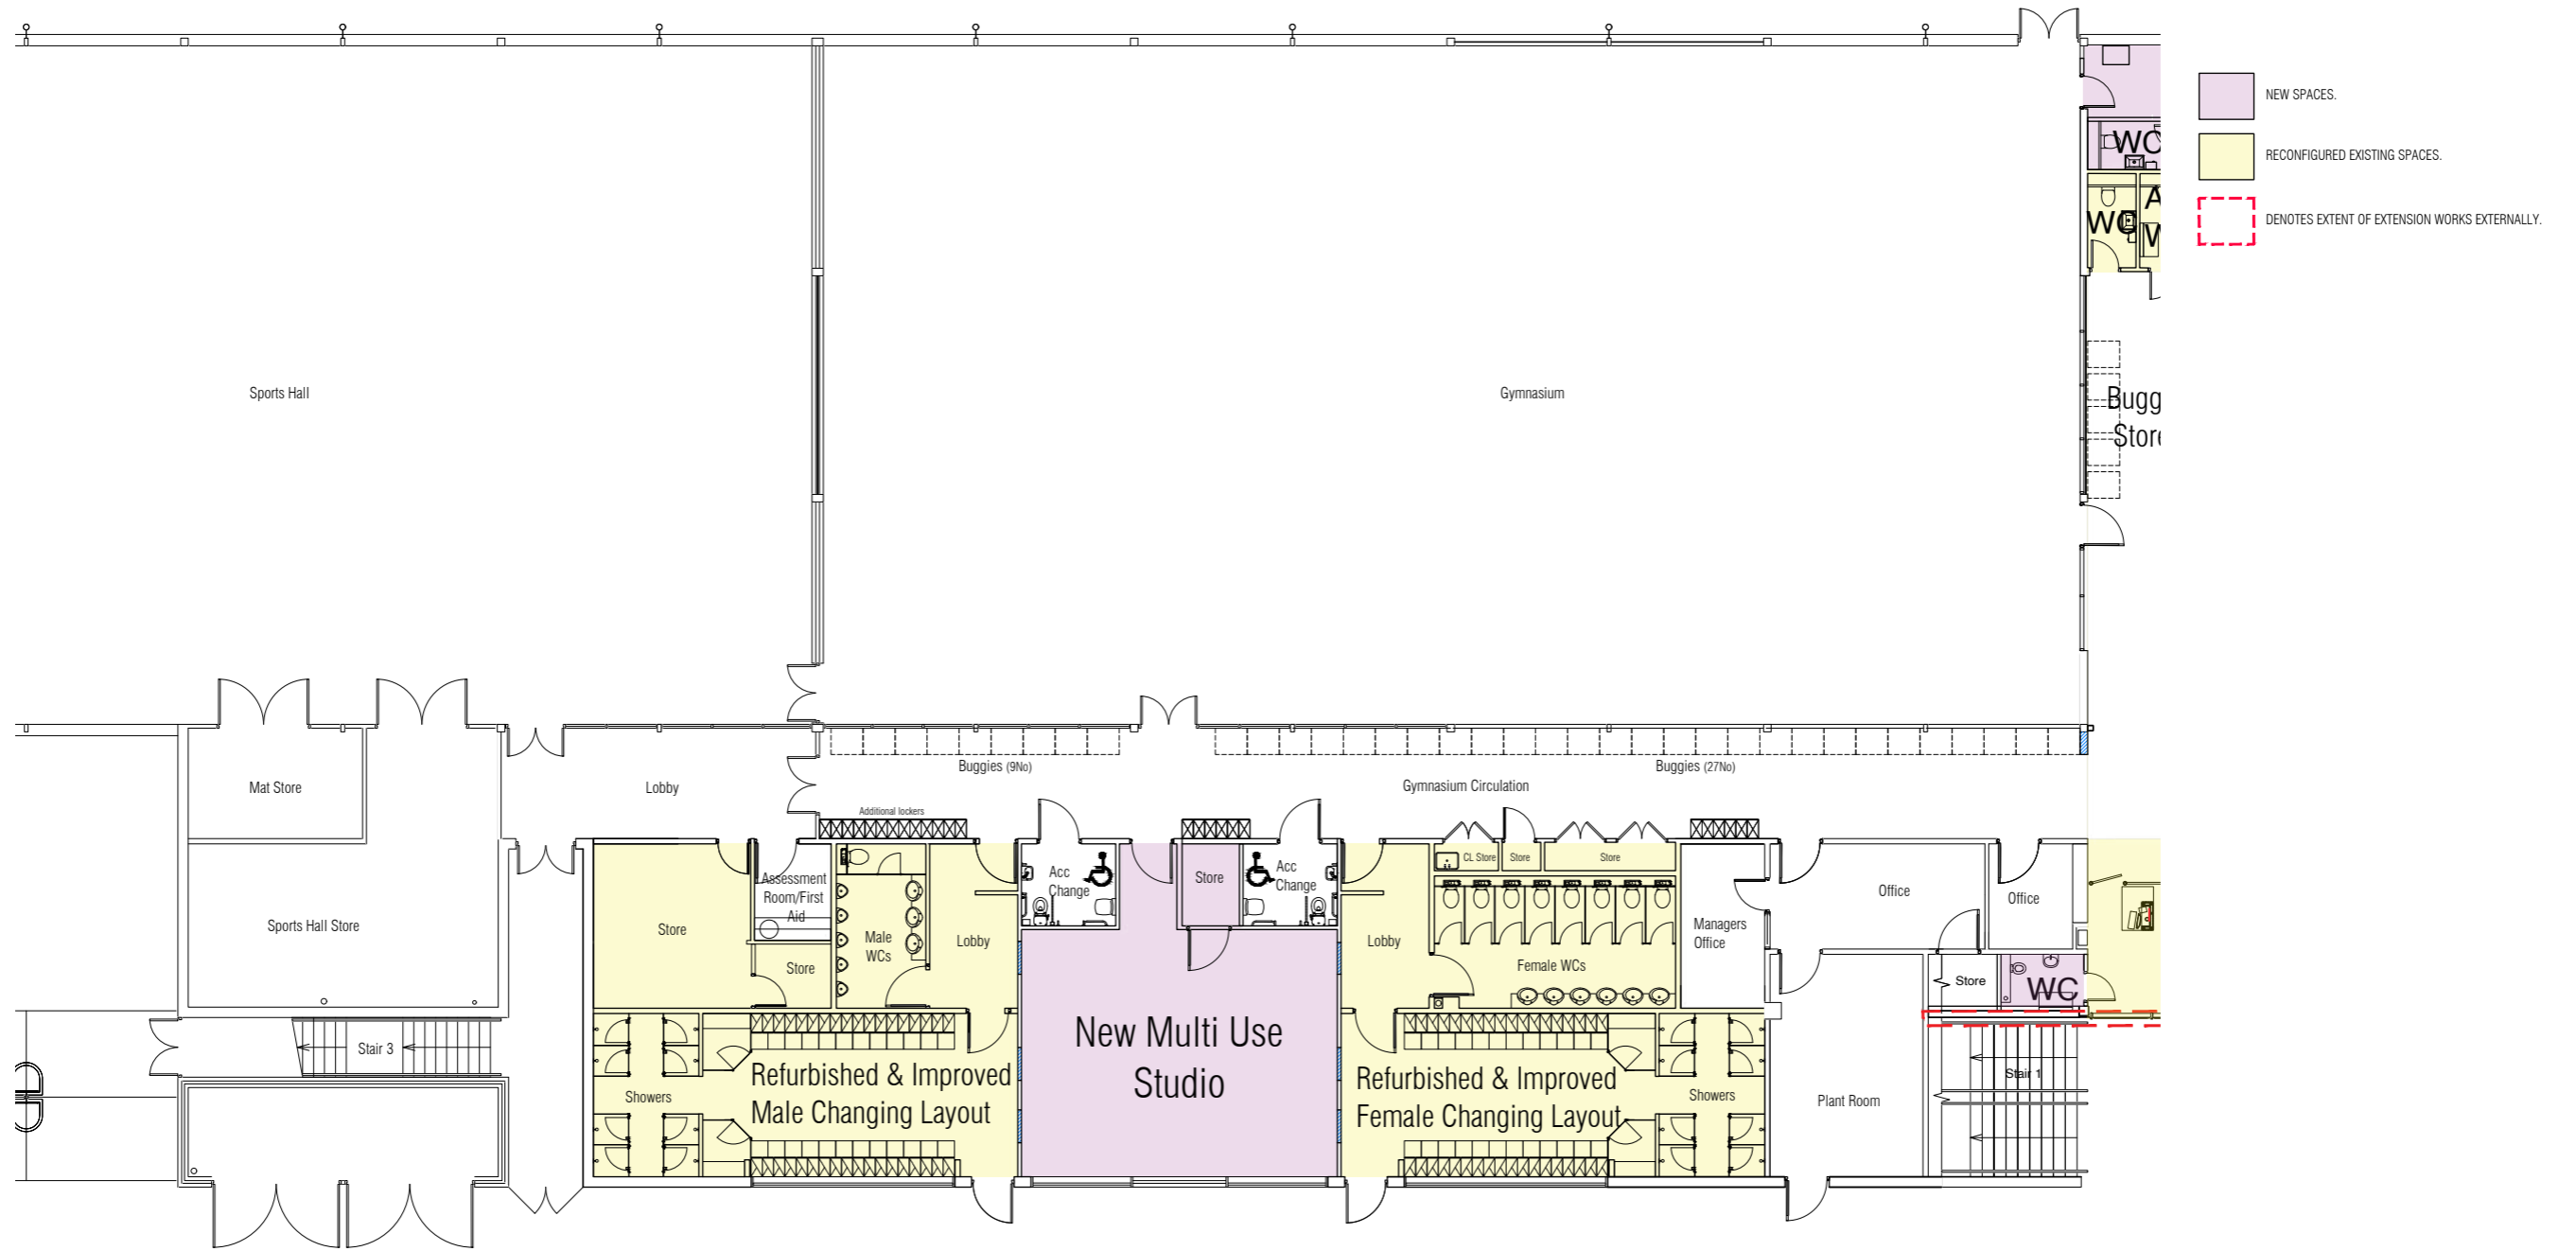 NEW SPACES.
RECONFIGURED EXISTING SPACES.
DENOTES EXTENT OF EXTENSION WORKS EXTERNALLY.
WC
WC
A
W
Sports Hall
Gymnasium
Bugg
Store
Mat Store
Lobby
Buggies (9No)
Buggies (27No)
Gymnasium Circulation
Additional lockers
Sports Hall Store
Store
Assessment
Room/First
Aid
Store
Male
WCs
Lobby
Acc
Change
Store
Acc
Change
Lobby
CL Store
Store
Store
Female WCs
Managers
Office
Office
Office
Store
WC
Stair 3
Showers
Refurbished & Improved
Male Changing Layout
New Multi Use
Studio
Refurbished & Improved
Female Changing Layout
Showers
Plant Room
Stair 1